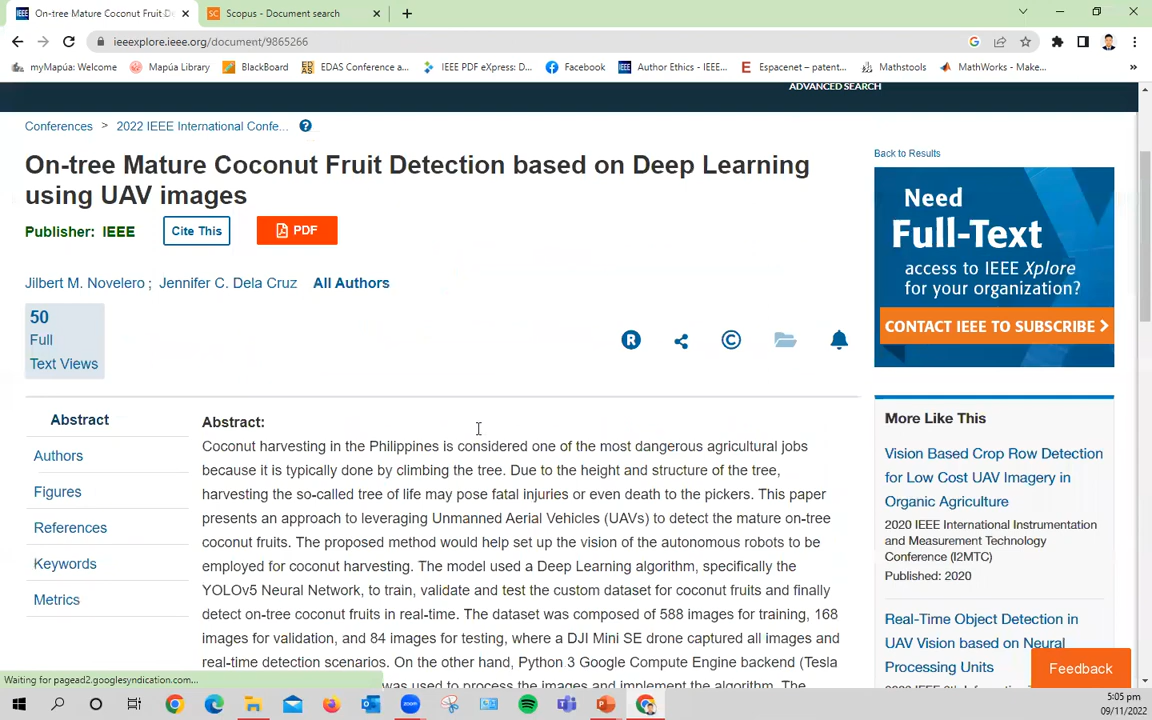 On-tree Mature Coconut Fruit De
Scopus - Document search
ieeexplore.ieee.org/document/9865266
myMapúa: Welcome
Mapúa Library
BlackBoard
EDAS Conference a...
IEEE PDF eXpress: D...
Facebook
Author Ethics - IEEE...
Espacenet – patent...
Mathstools
MathWorks - Make...
ADVANCED SEARCH
Conferences > 2022 IEEE International Confe...
On-tree Mature Coconut Fruit Detection based on Deep Learning
using UAV images
Publisher: IEEE
Cite This
PDF
Jilbert M. Novelero ; Jennifer C. Dela Cruz All Authors
50
Full
Text Views
R
C
Abstract
Authors
Figures
References
Keywords
Metrics
Abstract:
Coconut harvesting in the Philippines is considered one of the most dangerous agricultural jobs
because it is typically done by climbing the tree. Due to the height and structure of the tree,
harvesting the so-called tree of life may pose fatal injuries or even death to the pickers. This paper
presents an approach to leveraging Unmanned Aerial Vehicles (UAVs) to detect the mature on-tree
coconut fruits. The proposed method would help set up the vision of the autonomous robots to be
employed for coconut harvesting. The model used a Deep Learning algorithm, specifically the
YOLOv5 Neural Network, to train, validate and test the custom dataset for coconut fruits and finally
detect on-tree coconut fruits in real-time. The dataset was composed of 588 images for training, 168
images for validation, and 84 images for testing, where a DJI Mini SE drone captured all images and
real-time detection scenarios. On the other hand, Python 3 Google Compute Engine backend (Tesla
was used to process the images and implement the algorithm. The
Back to Results
Need
Full-Text
access to IEEE Xplore
for your organization?
CONTACT IEEE TO SUBSCRIBE >
More Like This
Vision Based Crop Row Detection
for Low Cost UAV Imagery in
Organic Agriculture
2020 IEEE International Instrumentation
and Measurement Technology
Conference (I2MTC)
Published: 2020
Real-Time Object Detection in
UAV Vision based on Neural
Processing Units
Feedback
Waiting for pagead2.googlesyndication.com...
5:05 pm
09/11/2022